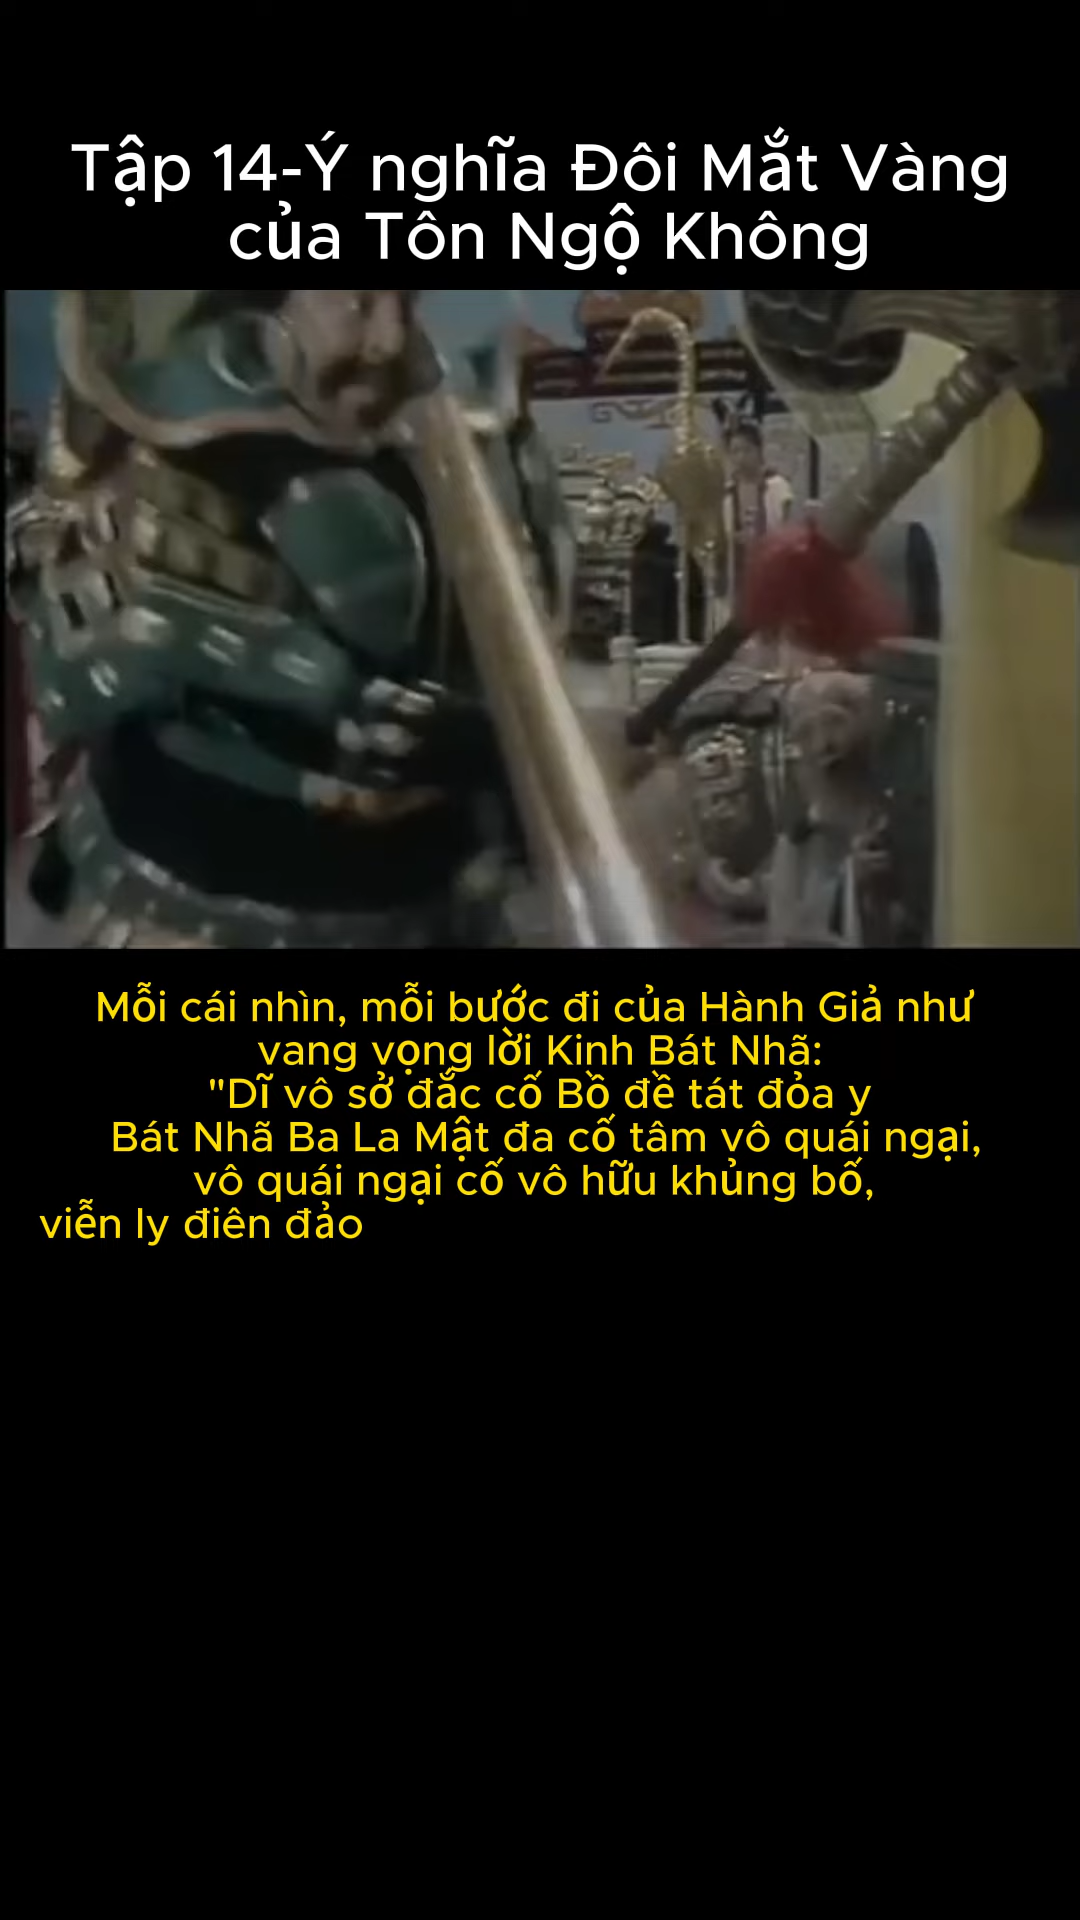 Tập 14-Ý nghĩa Đôi Mắt Vàng
của Tôn Ngộ Không
Mỗi cái nhìn, mỗi bước đi của Hành Giả như
vang vọng lời Kinh Bát Nhã:
"Dĩ vô sở đắc cố Bồ đề tát đỏa y
Bát Nhã Ba La Mật đa cố tâm vô quái ngại,
vô quái ngại cố vô hữu khủng bố,
viễn ly điên đảo